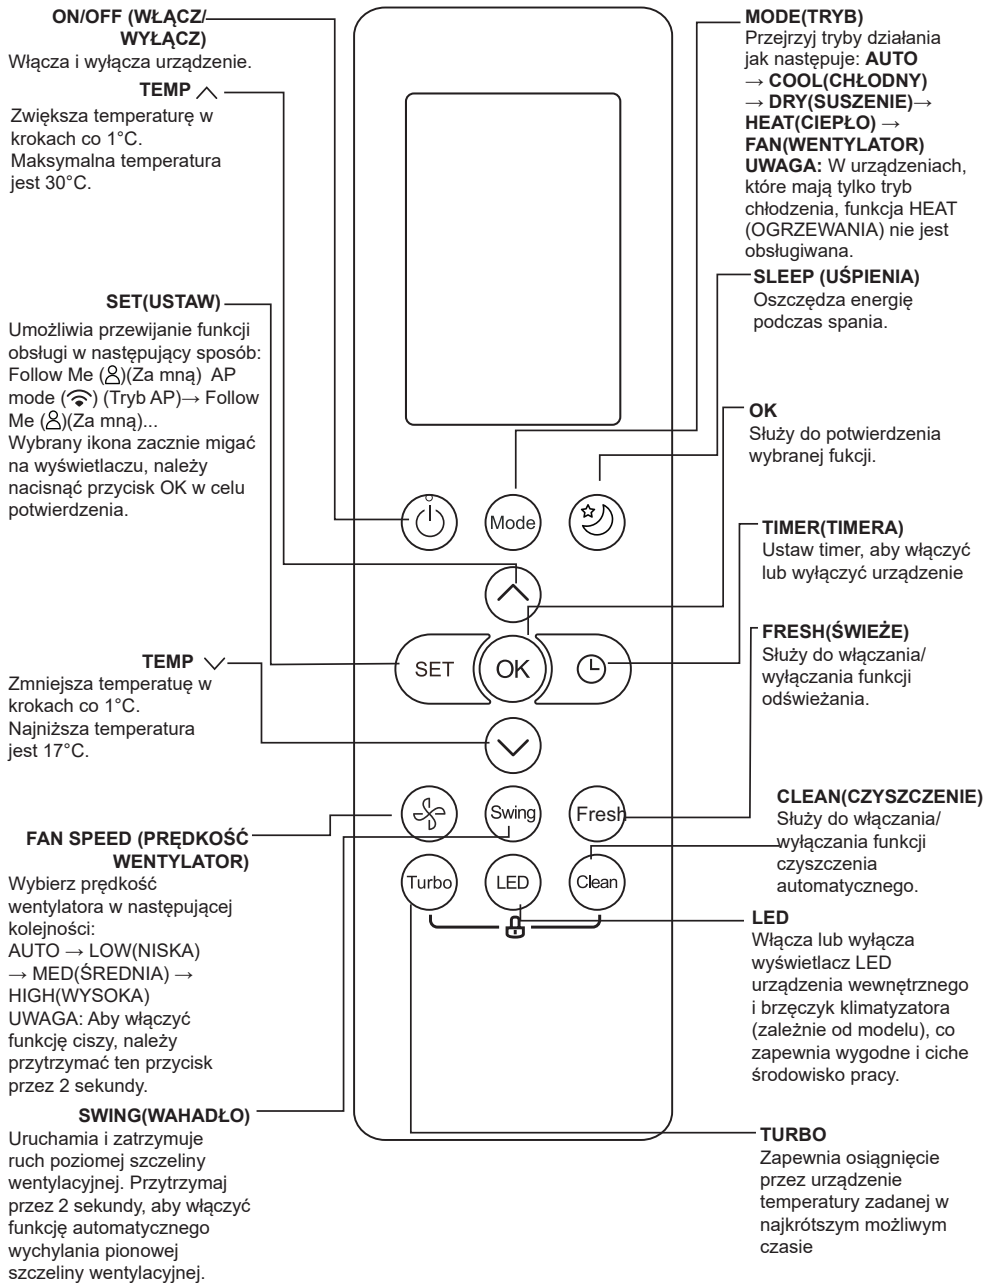 ON/OFF (WŁĄCZ/
WYŁĄCZ)
Włącza i wyłącza urządzenie.
TEMP
Zwiększa temperaturę w
krokach co 1°C.
Maksymalna temperatura
jest 30°C.
SET(USTAW)
Umożliwia przewijanie funkcji
obsługi w następujący sposób:
Follow Me ( )(Za mną) AP
mode ( ) (Tryb AP)→ Follow
Me ( )(Za mną)...
Wybrany ikona zacznie migać
na wyświetlaczu, należy
nacisnąć przycisk OK w celu
potwierdzenia.
TEMP
Zmniejsza temperatuę w
krokach co 1°C.
Najniższa temperatura
jest 17°C.
FAN SPEED (PRĘDKOŚĆ
WENTYLATOR)
Wybierz prędkość
wentylatora w następującej
kolejności:
AUTO → LOW(NISKA)
→ MED(ŚREDNIA) →
HIGH(WYSOKA)
UWAGA: Aby włączyć
funkcję ciszy, należy
przytrzymać ten przycisk
przez 2 sekundy.
SWING(WAHADŁO)
Uruchamia i zatrzymuje
ruch poziomej szczeliny
wentylacyjnej. Przytrzymaj
przez 2 sekundy, aby włączyć
funkcję automatycznego
wychylania pionowej
szczeliny wentylacyjnej.
Mode
SET
OK
Swing
Fresh
Turbo
LED
Clean
MODE(TRYB)
Przejrzyj tryby działania
jak następuje: AUTO
→ COOL(CHŁODNY)
→ DRY(SUSZENIE)→
HEAT(CIEPŁO) →
FAN(WENTYLATOR)
UWAGA: W urządzeniach,
które mają tylko tryb
chłodzenia, funkcja HEAT
(OGRZEWANIA) nie jest
obsługiwana.
SLEEP (UŚPIENIA)
Oszczędza energię
podczas spania.
OK
Służy do potwierdzenia
wybranej fukcji.
TIMER(TIMERA)
Ustaw timer, aby włączyć
lub wyłączyć urządzenie
FRESH(ŚWIEŻE)
Służy do włączania/
wyłączania funkcji
odświeżania.
CLEAN(CZYSZCZENIE)
Służy do włączania/
wyłączania funkcji
czyszczenia
automatycznego.
LED
Włącza lub wyłącza
wyświetlacz LED
urządzenia wewnętrznego
i brzęczyk klimatyzatora
(zależnie od modelu), co
zapewnia wygodne i ciche
środowisko pracy.
TURBO
Zapewnia osiągnięcie
przez urządzenie
temperatury zadanej w
najkrótszym możliwym
czasie